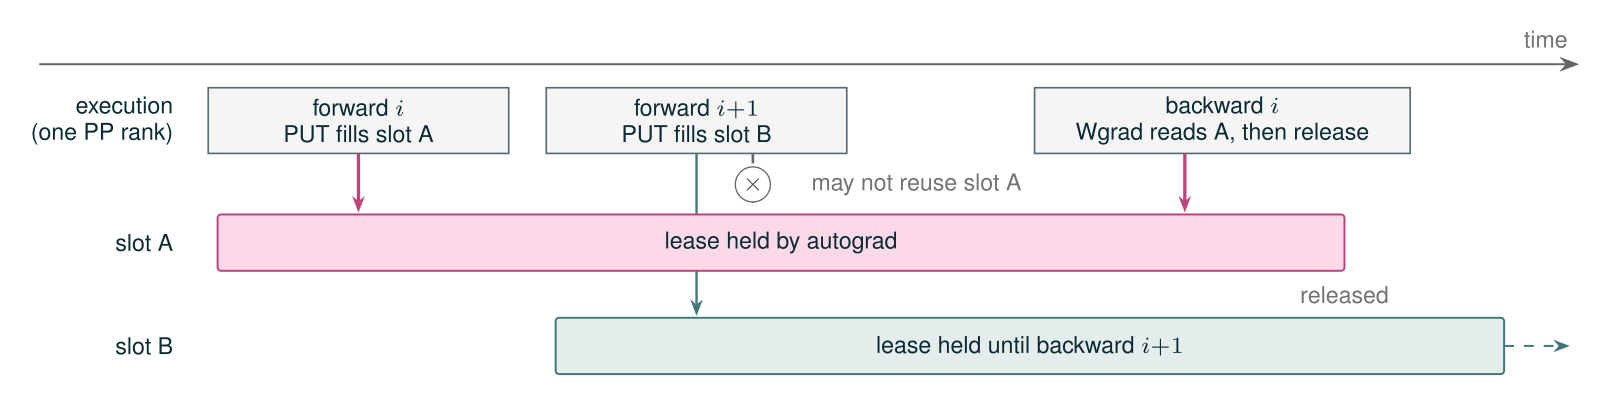 time
execution
(one PP rank)
forward i
PUT fills slot A
forward i+1
PUT fills slot B
backward i
Wgrad reads A, then release
may not reuse slot A
slot A
lease held by autograd
released
slot B
lease held until backward i+1